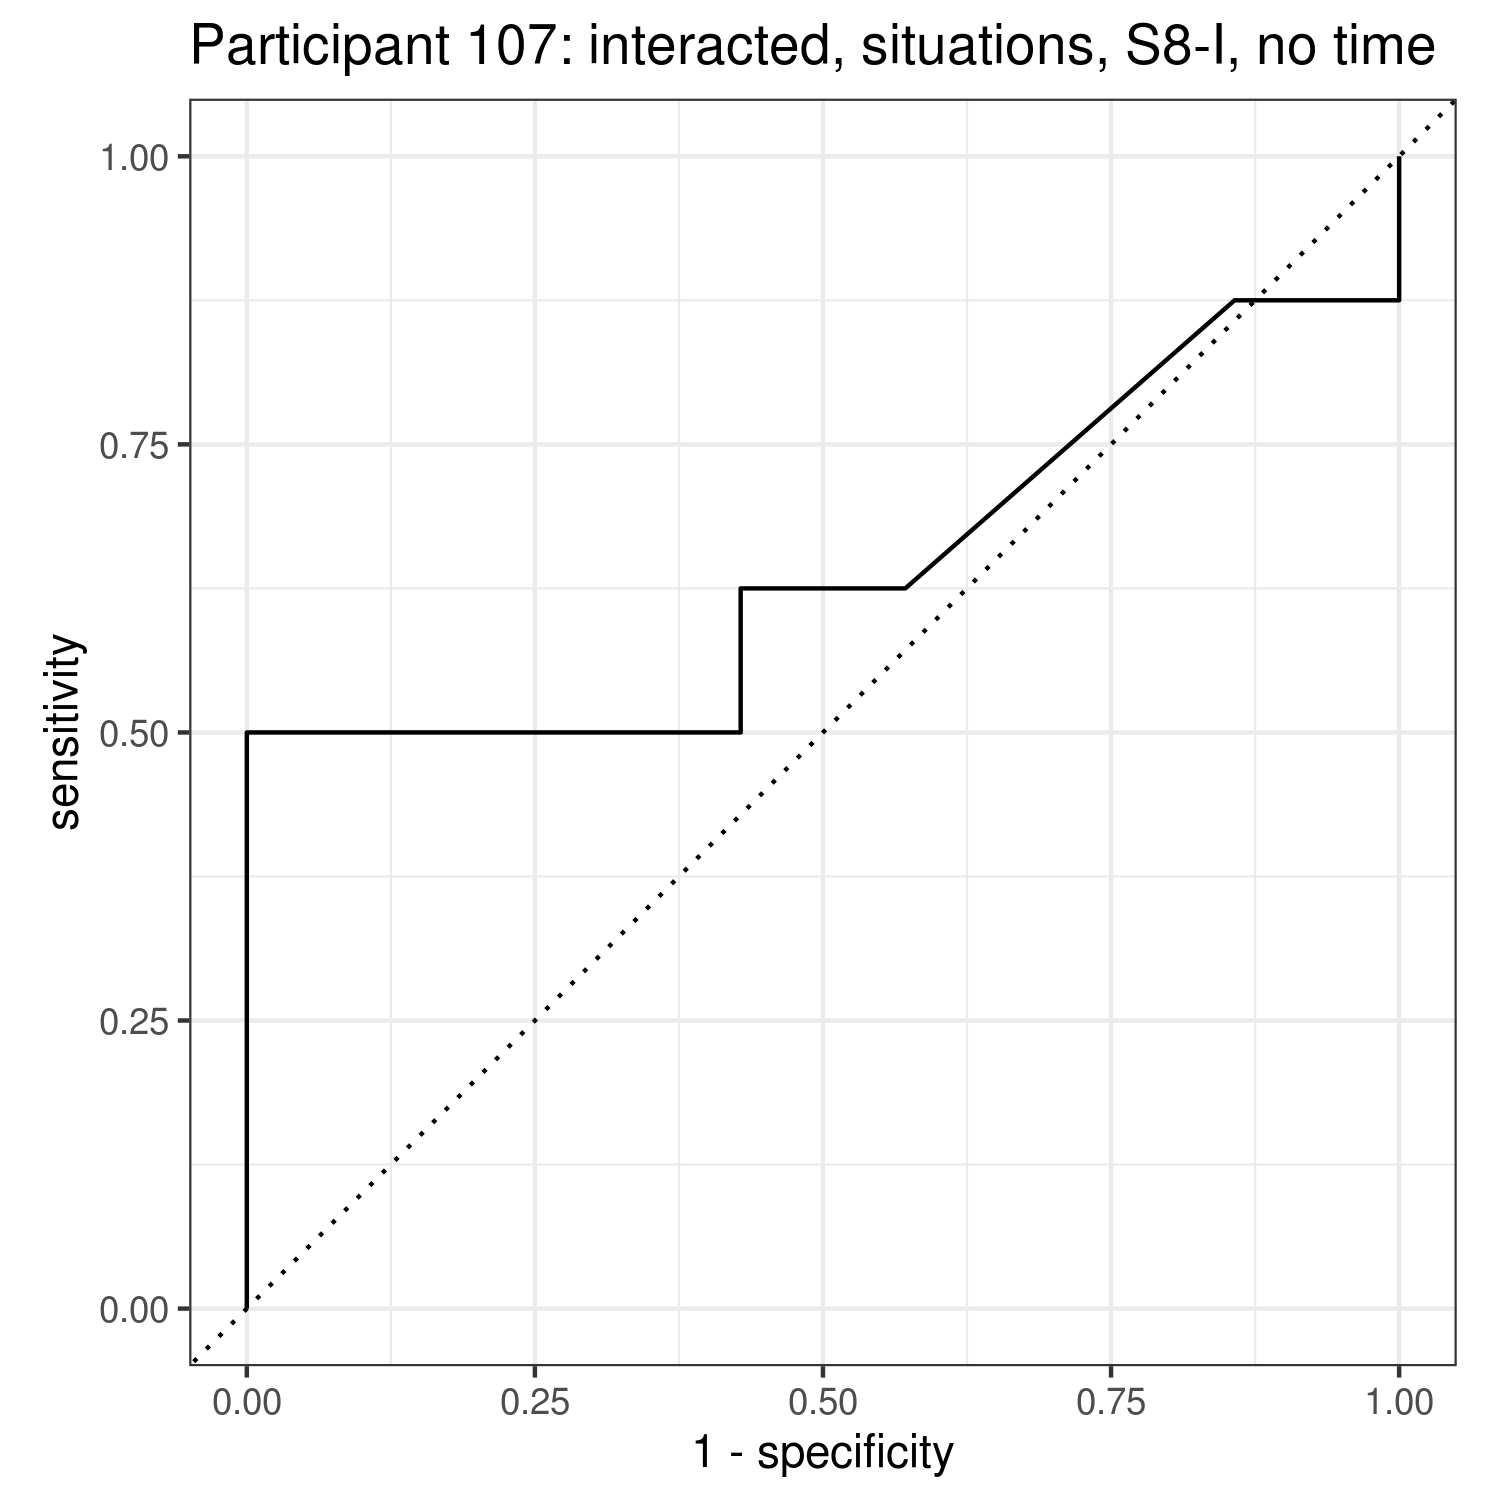 Participant 107: interacted, situations, S8-I, no time
1.00
0.75
0.50
0.25
0.00
sensitivity
0.00 0.25 0.50 0.75 1.00
1 - specificity